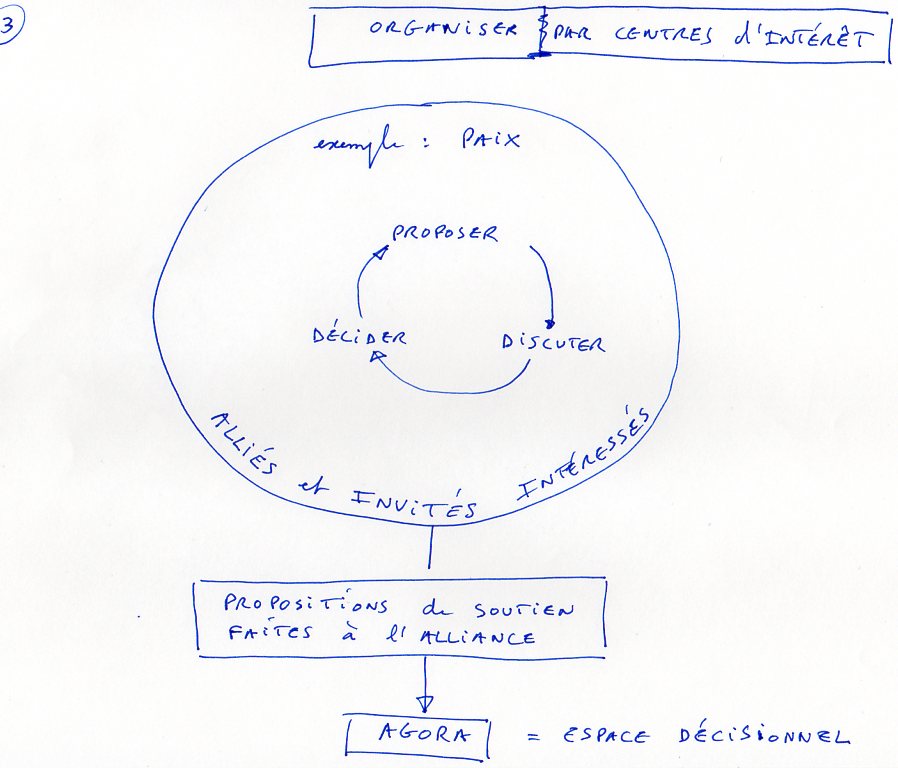 3
ORGANISER PAR CENTRES d'INTÉRÊT
exemple : PAIX
PROPOSER
DÉCIDER
DISCUTER
ALLIÉS et INVITÉS INTÉRESSÉS
PROPOSITIONS de SOUTIEN
FAITES à l'ALLIANCE
AGORA = ESPACE DÉCISIONNEL